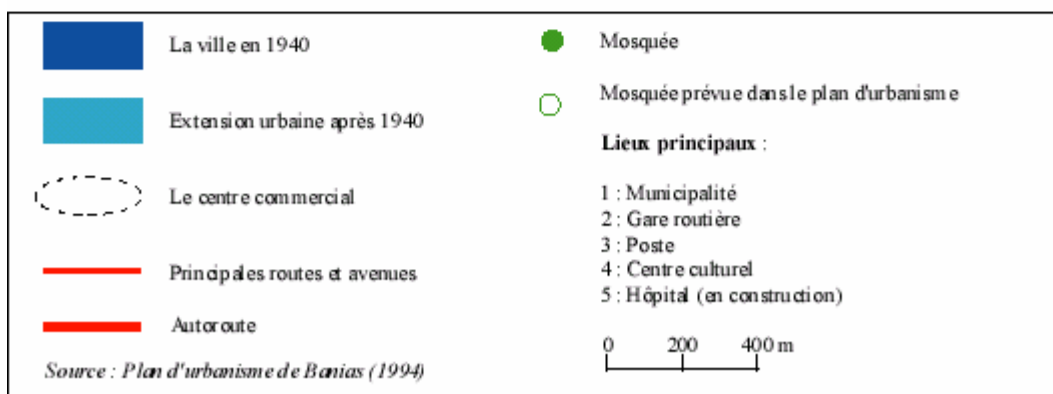 La ville en 1940
Extension urbaine après 1940
Le centre commercial
Principales routes et avenues
Autoroute
Source : Plan d'urbanisme de Banias (1994)
Mosquée
Mosquée prévue dans le plan d'urbanisme
Lieux principaux :
1 : Municipalité
2 : Gare routière
3 : Poste
4 : Centre culturel
5 : Hôpital (en construction)
0 200 400 m